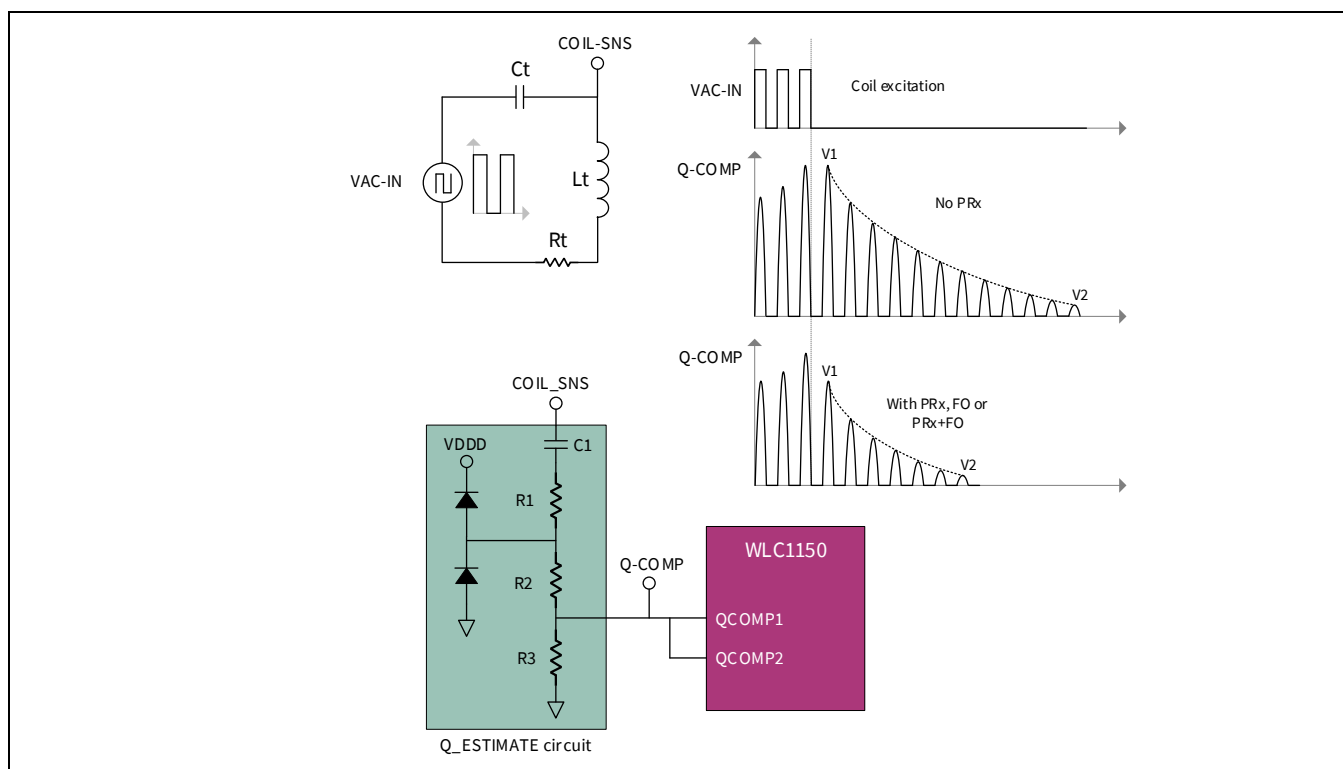 COIL-SNS
Ct
VAC-IN
Lt
Rt
VAC-IN
Coil excitation
Q-COMP
V1
No PRx
V2
Q-COMP
V1
With PRx, FO or
PRx+FO
V2
COIL_SNS
VDDD
C1
R1
R2
R3
Q-COMP
WLC1150
QCOMP1
QCOMP2
Q_ESTIMATE circuit